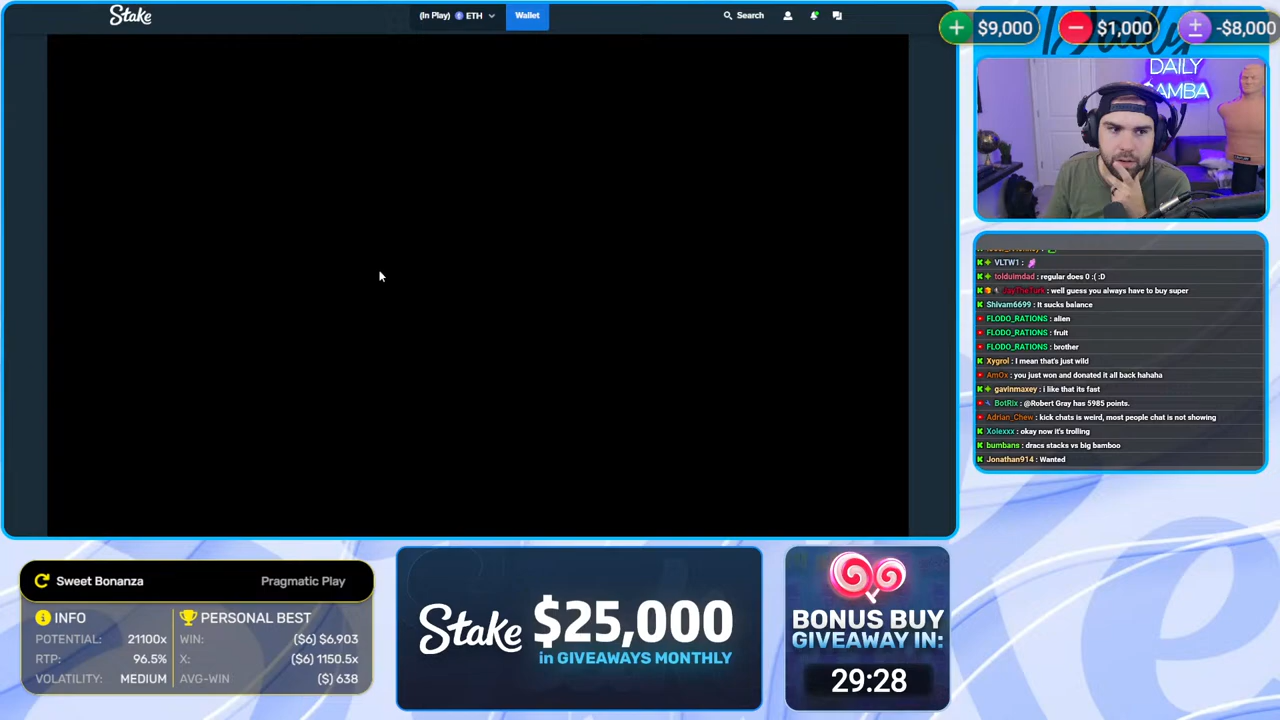 Stake
(In Play) ETH
Wallet
Search
$9,000
$1,000
-$8,000
Daily
DAILY
GAMBA
VLTW1 :
tolduimdad : regular does 0 :( :D
JayTheTurk : well guess you always have to buy super
Shivam6699 : It sucks balance
FLODO_RATIONS : alien
FLODO_RATIONS : fruit
FLODO_RATIONS : brother
Xygrol : I mean that's just wild
AmOx : you just won and donated it all back hahaha
gavinmaxey : i like that its fast
BotRix : @Robert Gray has 5985 points.
Adrian_Chew : kick chats is weird, most people chat is not showing
Xolexxx : okay now it's trolling
bumbans : dracs stacks vs big bamboo
Jonathan914 : Wanted
Sweet Bonanza
Pragmatic Play
INFO
POTENTIAL: 21100x
RTP: 96.5%
VOLATILITY: MEDIUM
PERSONAL BEST
WIN: ($6) $6,903
X: ($6) 1150.5x
AVG-WIN ($) 638
Stake $25,000
in GIVEAWAYS MONTHLY
BONUS BUY
GIVEAWAY IN:
29:28